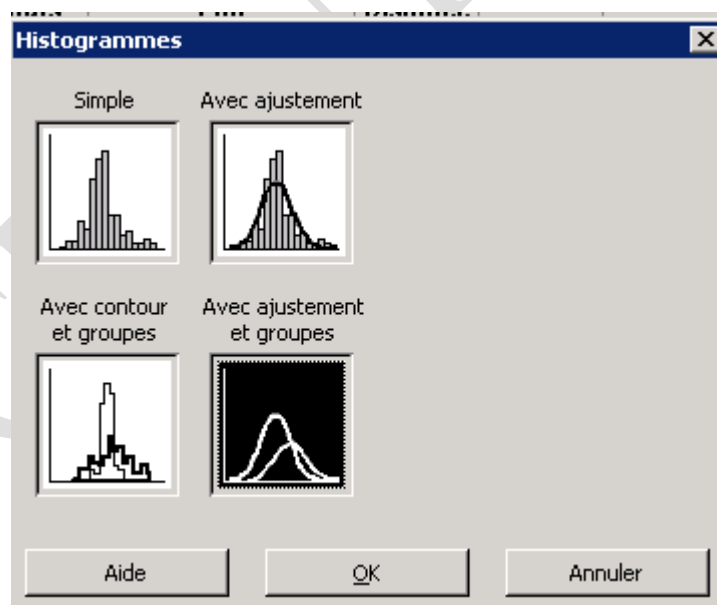 Histogrammes
Simple
Avec ajustement
Avec contour
et groupes
Avec ajustement
et groupes
Aide
OK
Annuler